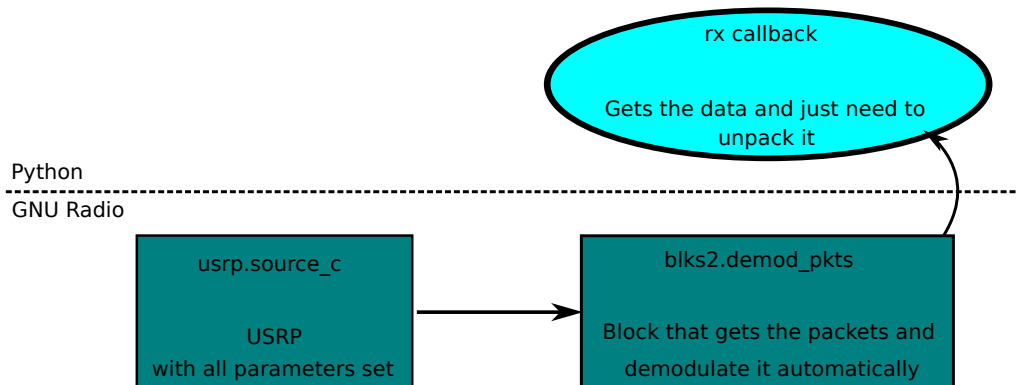 rx callback
Gets the data and just need to
unpack it
Python
GNU Radio
usrp.source_c
USRP
with all parameters set
blks2.demod_pkts
Block that gets the packets and
demodulate it automatically